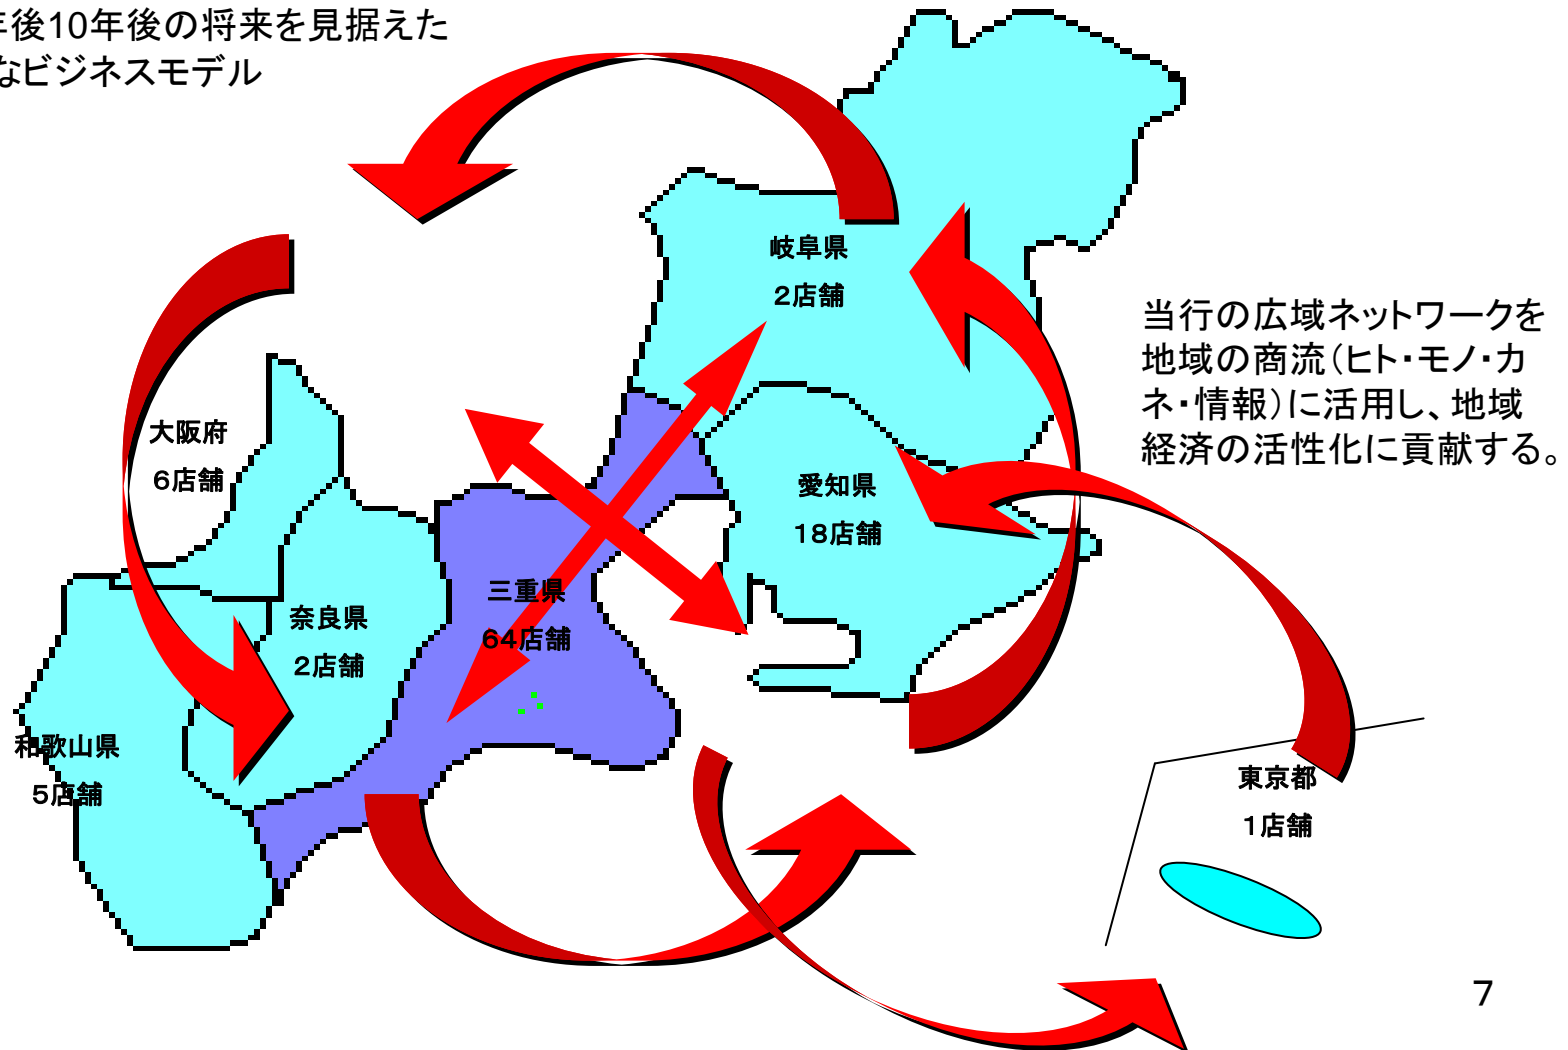 年後10年後の将来を見据えた
なビジネスモデル
岐阜県
2店舗
当行の広域ネットワークを
地域の商流(ヒト・モノ・カ
ネ・情報)に活用し、地域
経済の活性化に貢献する。
大阪府
6店舗
愛知県
18店舗
三重県
64店舗
奈良県
2店舗
和歌山県
5店舗
東京都
1店舗
7